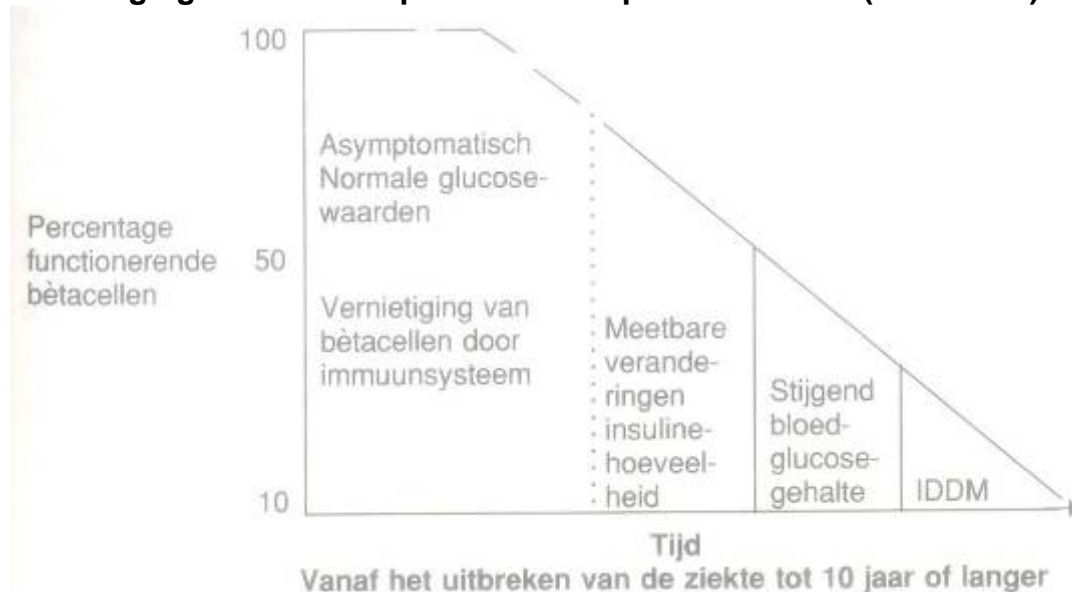 100
Asymptomatisch
Normale glucose-
waarden
Percentage
functionerende
bètacellen
50
Vernietiging van
bètacellen door
immuunsysteem
Meetbare
verande-
ringen
insuline-
hoeveel-
heid
Stijgend
bloed-
glucose-
gehalte
IDDM
10
Tijd
Vanaf het uitbreken van de ziekte tot 10 jaar of langer